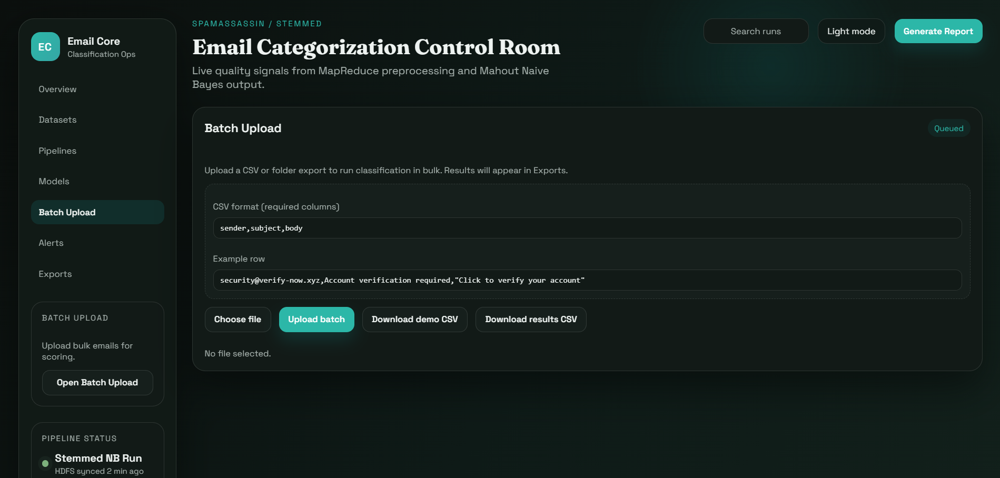 EC
Email Core
Classification Ops
Overview
Datasets
Pipelines
Models
Batch Upload
Alerts
Exports
BATCH UPLOAD
Upload bulk emails for
scoring.
Open Batch Upload
PIPELINE STATUS
Stemmed NB Run
HDFS synced 2 min ago
SPAMASSASSIN / STEMMED
Email Categorization Control Room
Live quality signals from MapReduce preprocessing and Mahout Naive
Bayes output.
Search runs
Light mode
Generate Report
Batch Upload
Queued
Upload a CSV or folder export to run classification in bulk. Results will appear in Exports.
CSV format (required columns)
sender,subject,body
Example row
security@verify-now.xyz,Account verification required,"Click to verify your account"
Choose file
Upload batch
Download demo CSV
Download results CSV
No file selected.